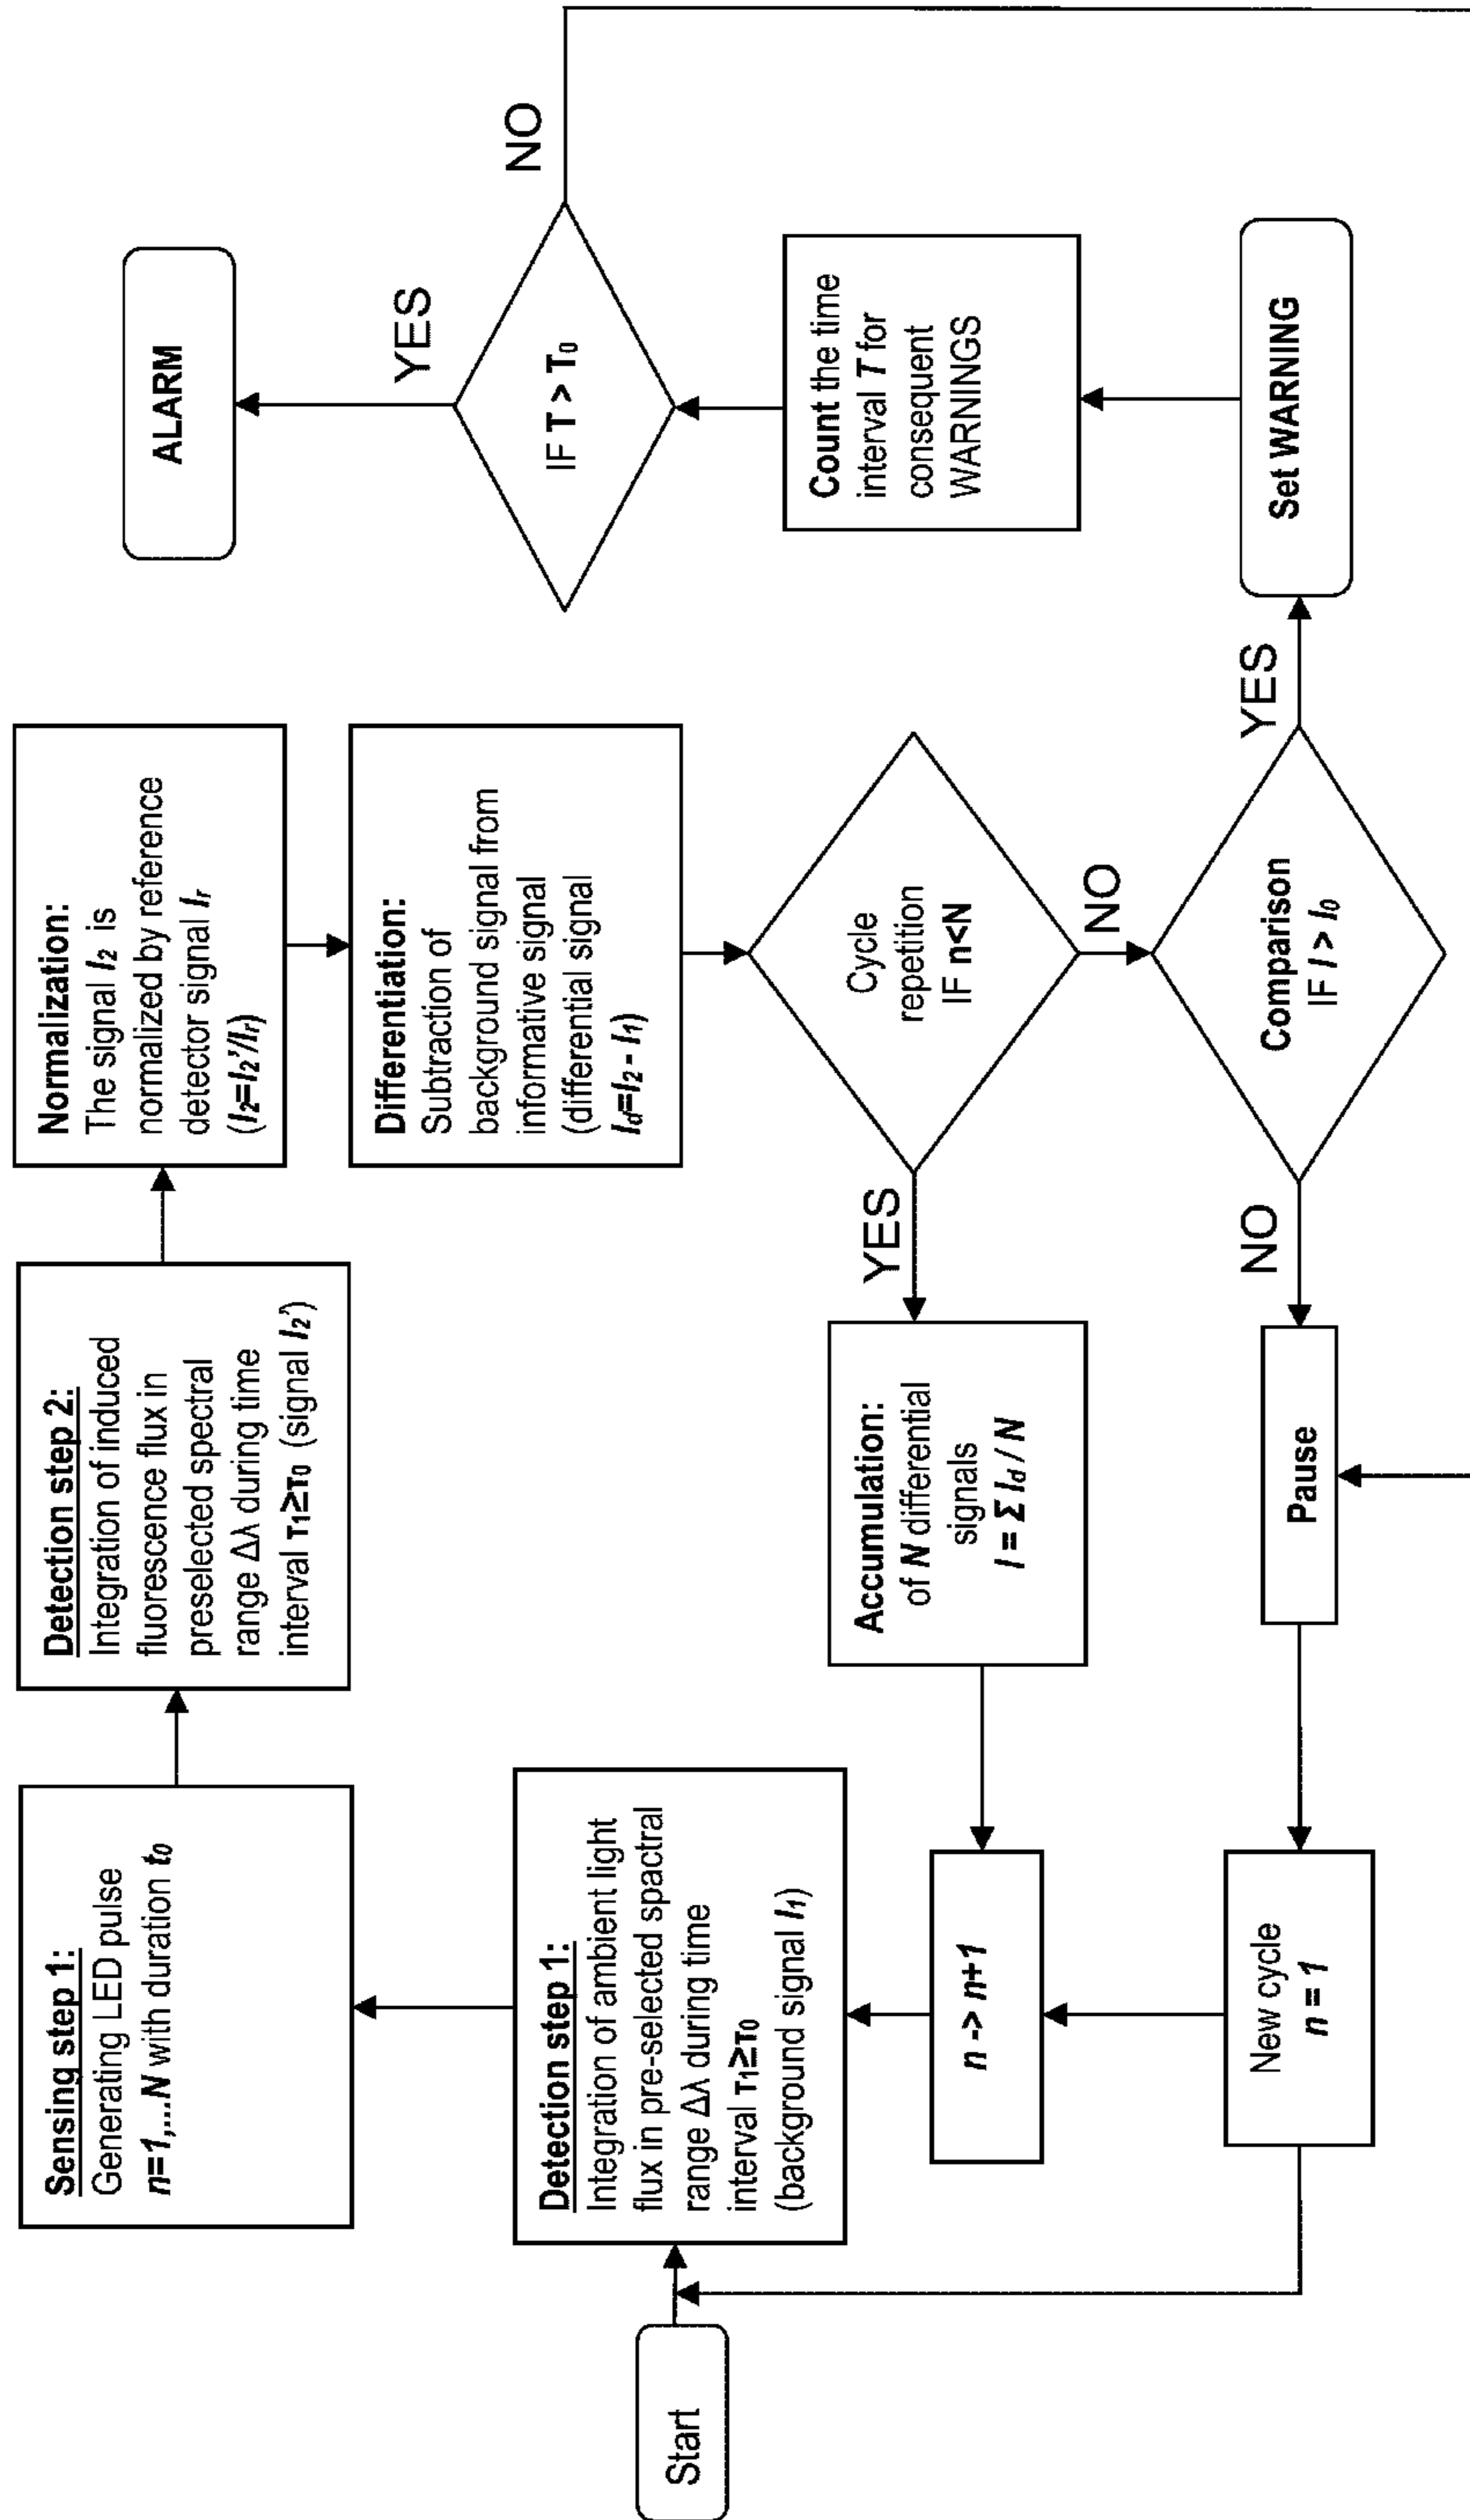 Start
Detection step 1:
Integration of ambient light
flux in pre-selected spactral
range Δλ during time
interval τ₁≥τ₀
(background signal I₁)
Sensing step 1:
Generating LED pulse
n=1,...N with duration t₀
Detection step 2:
Integration of induced
fluorescence flux in
preselected spectral
range Δλ during time
interval τ₁≥τ₀ (signal I₂')
Normalization:
The signal I₂ is
normalized by reference
detector signal Iᵣ
(I₂=I₂'/Iᵣ)
Differentiation:
Subtraction of
background signal from
informative signal
(differential signal
I_d=I₂ - I₁)
Cycle
repetition
IF n<N
YES
NO
Accumulation:
of N differential
signals
I = Σ I_d / N
n -> n+1
Comparison
IF I > I₀
NO
YES
Pause
New cycle
n = 1
Set WARNING
Count the time
interval T for
consequent
WARNINGS
IF T > T₀
YES
NO
ALARM